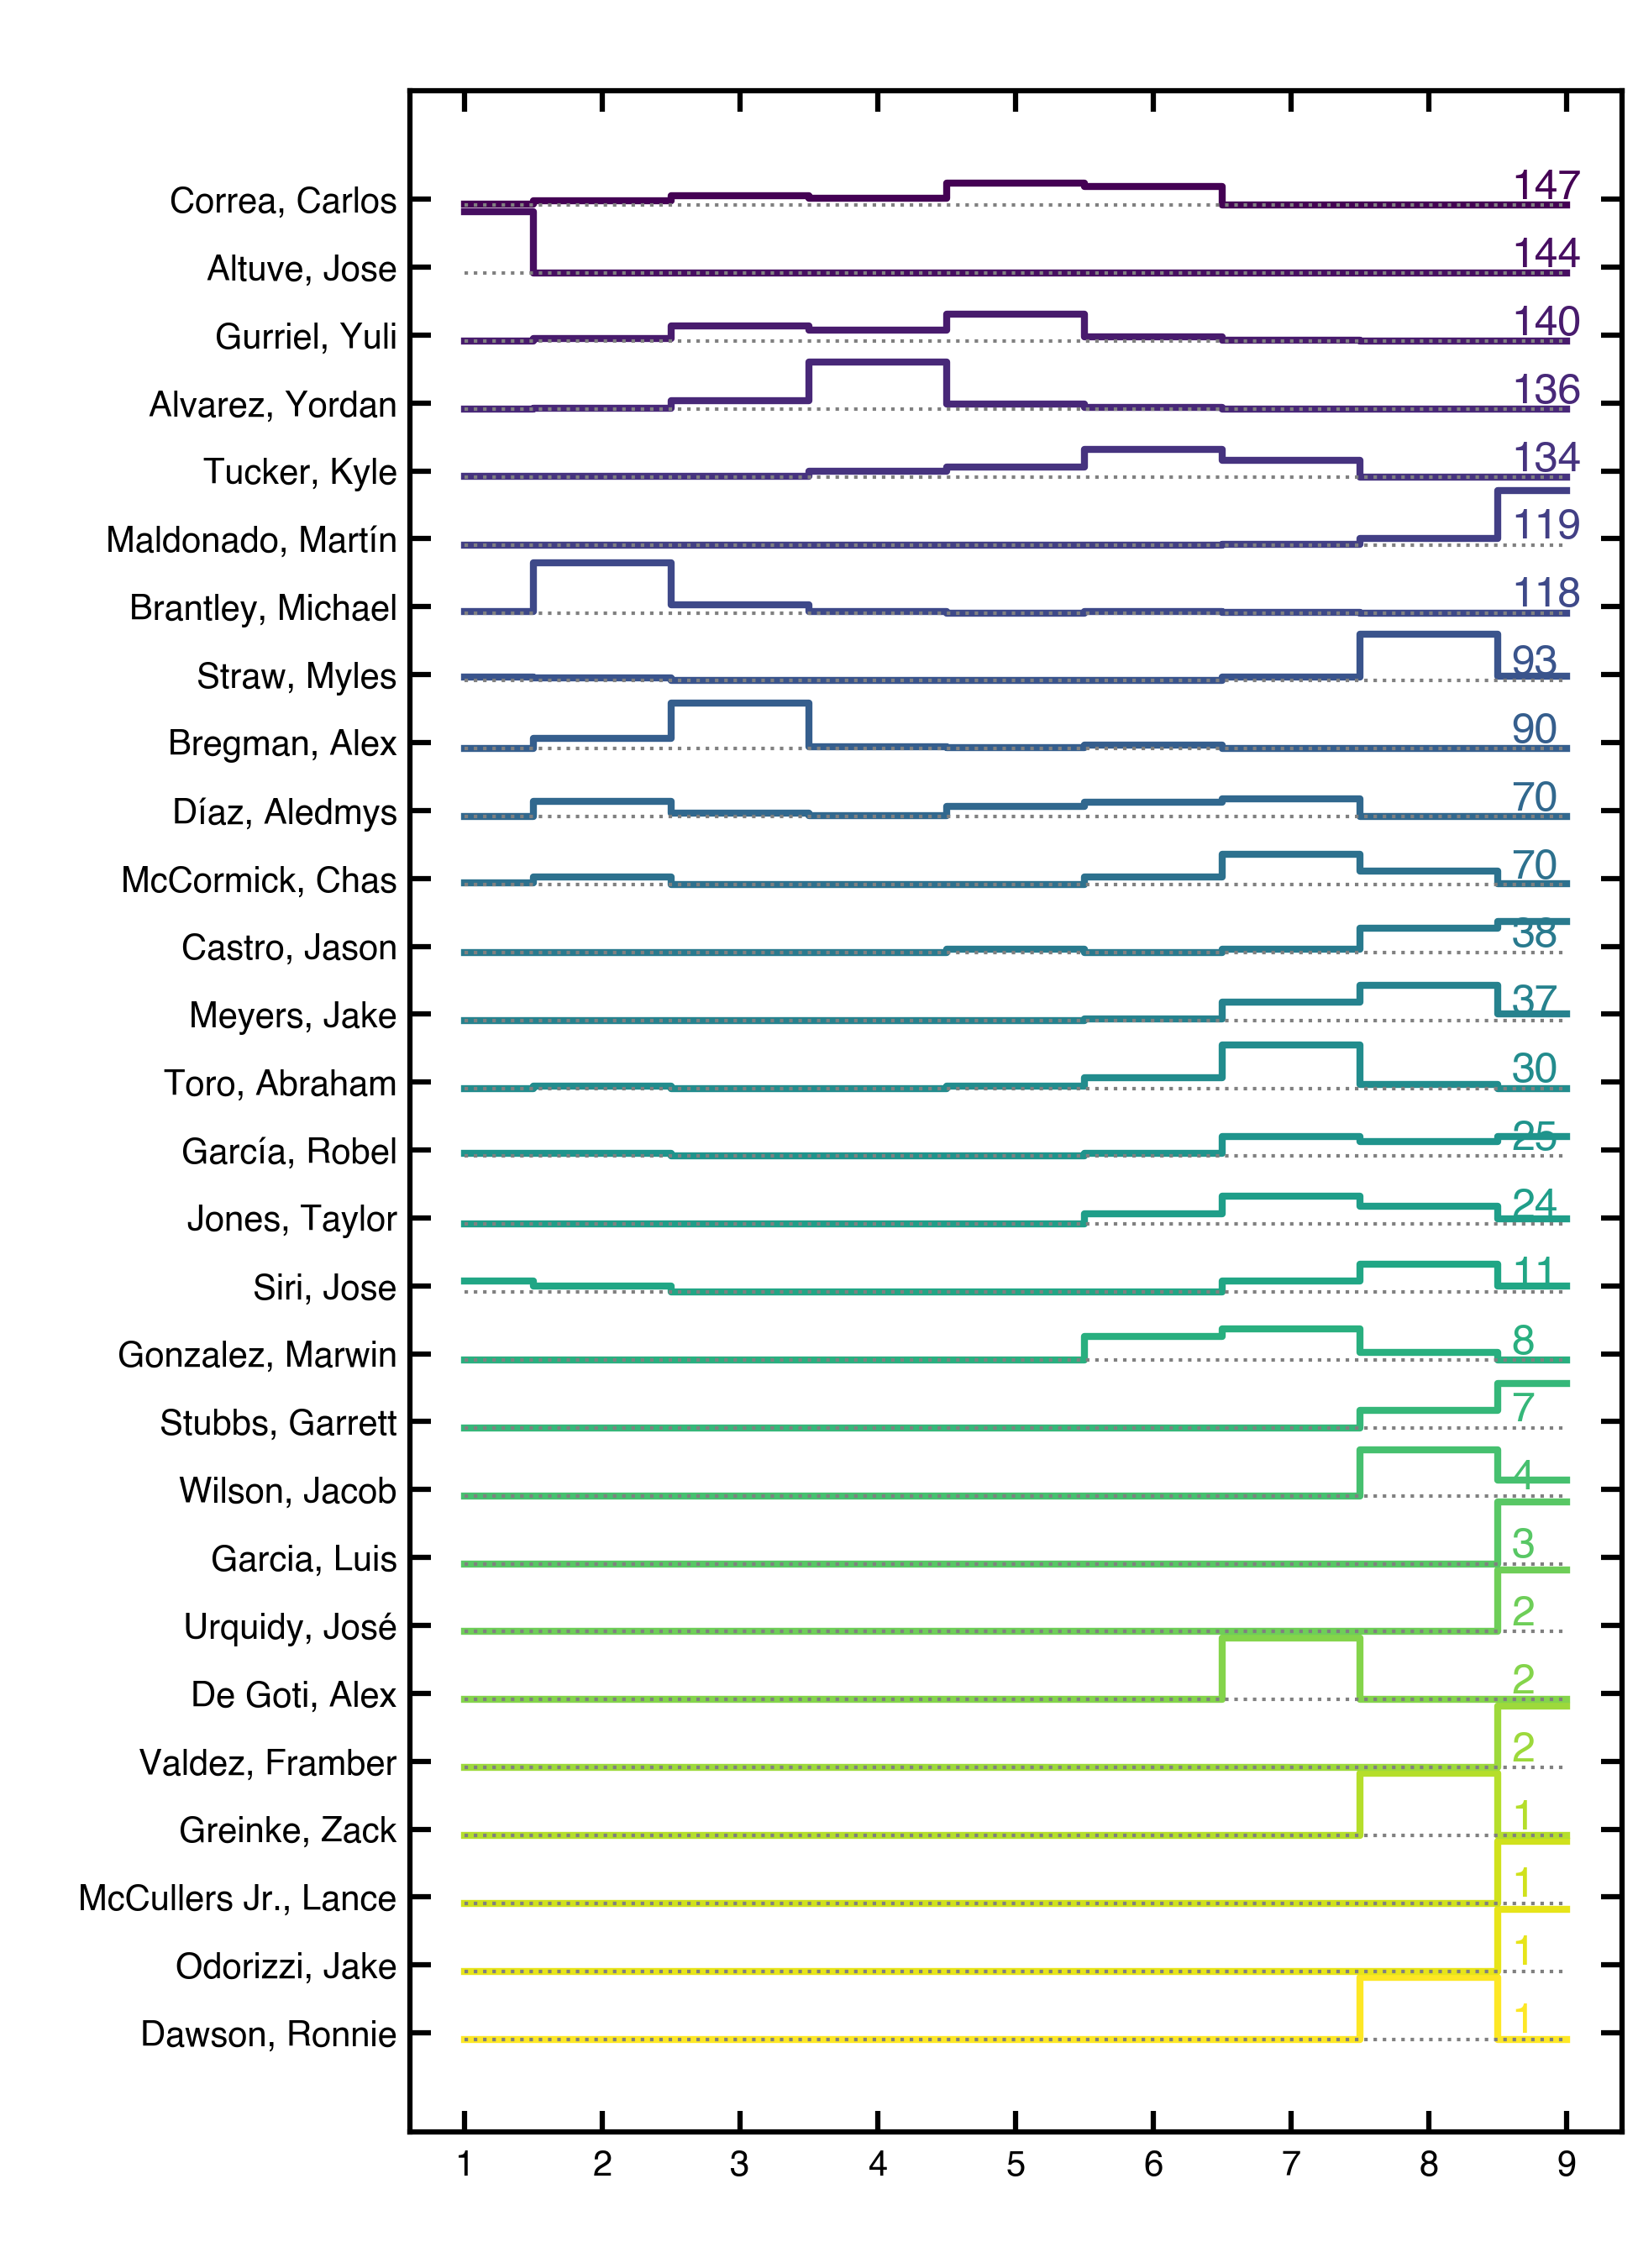 Correa, Carlos 147
Altuve, Jose 144
Gurriel, Yuli 140
Alvarez, Yordan 136
Tucker, Kyle 134
Maldonado, Martín 119
Brantley, Michael 118
Straw, Myles 93
Bregman, Alex 90
Díaz, Aledmys 70
McCormick, Chas 70
Castro, Jason 38
Meyers, Jake 37
Toro, Abraham 30
García, Robel 25
Jones, Taylor 24
Siri, Jose 11
Gonzalez, Marwin 8
Stubbs, Garrett 7
Wilson, Jacob 4
Garcia, Luis 3
Urquidy, José 2
De Goti, Alex 2
Valdez, Framber 2
Greinke, Zack 1
McCullers Jr., Lance 1
Odorizzi, Jake 1
Dawson, Ronnie 1
1 2 3 4 5 6 7 8 9